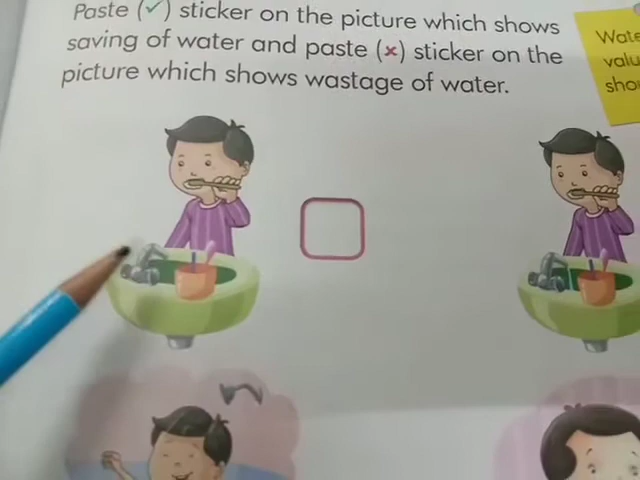 Paste (✓) sticker on the picture which shows
saving of water and paste (×) sticker on the
picture which shows wastage of water.